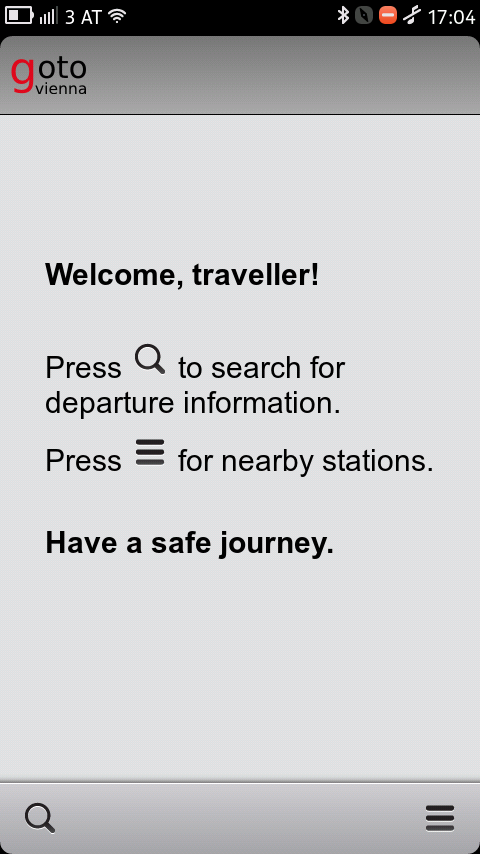 3 AT 17:04
goto
vienna
Welcome, traveller!
Press to search for
departure information.
Press for nearby stations.
Have a safe journey.